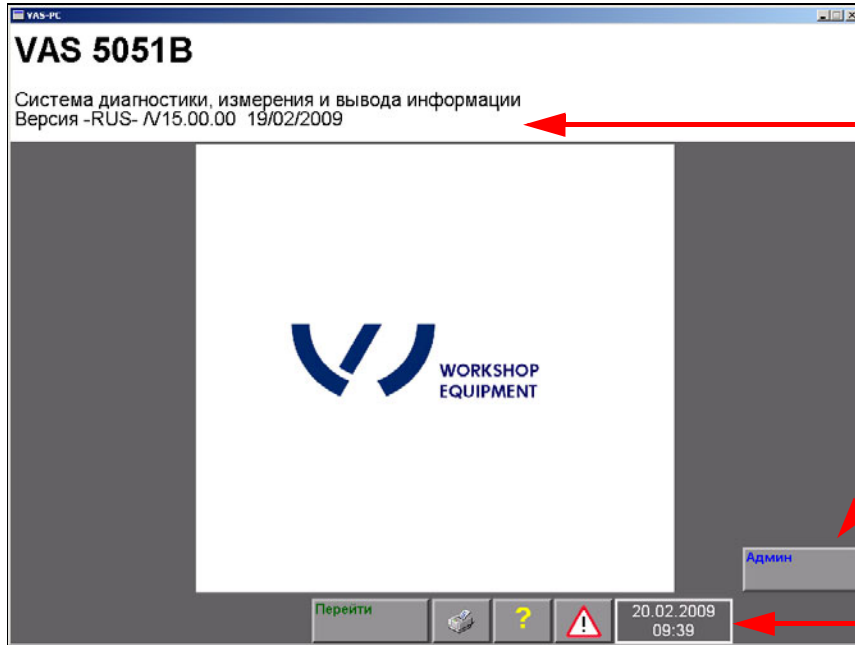 VAS-PC
VAS 5051B
Система диагностики, измерения и вывода информации
Версия -RUS- /V15.00.00 19/02/2009
WORKSHOP
EQUIPMENT
Админ
Перейти
?
!
20.02.2009
09:39